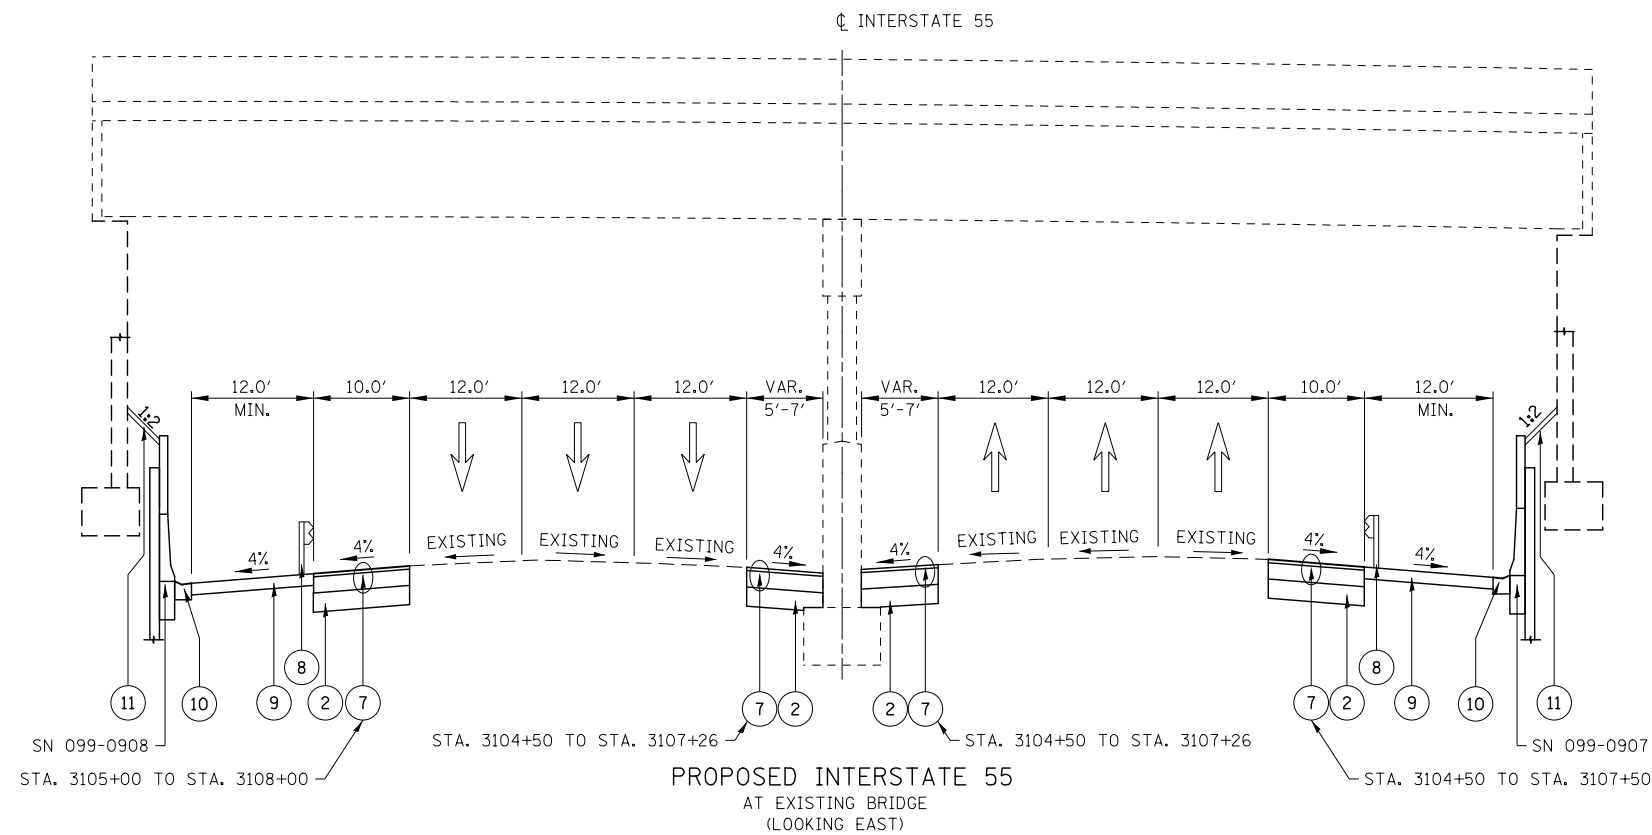 ℄ INTERSTATE 55
12.0' 10.0' 12.0' 12.0' 12.0' VAR. VAR. 12.0' 12.0' 12.0' 10.0' 12.0'
MIN. 5'-7' 5'-7' MIN.
1:2 1:2
4% 4% EXISTING EXISTING EXISTING 4% 4% EXISTING EXISTING EXISTING 4% 4%
8 8
11 10 9 2 7 7 2 2 7 7 2 9 10 11
SN 099-0908 STA. 3104+50 TO STA. 3107+26 STA. 3104+50 TO STA. 3107+26 SN 099-0907
STA. 3105+00 TO STA. 3108+00 PROPOSED INTERSTATE 55 STA. 3104+50 TO STA. 3107+50
AT EXISTING BRIDGE
(LOOKING EAST)